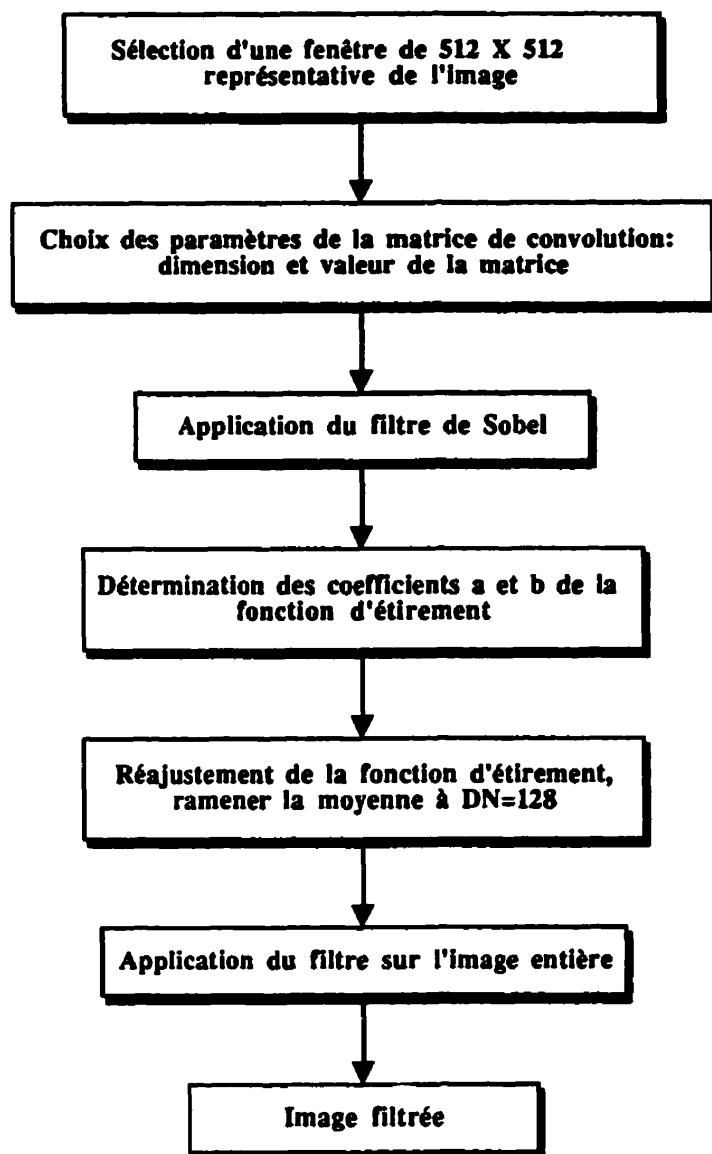 Sélection d'une fenêtre de 512 X 512
représentative de l'image
Choix des paramètres de la matrice de convolution:
dimension et valeur de la matrice
Application du filtre de Sobel
Détermination des coefficients a et b de la
fonction d'étirement
Réajustement de la fonction d'étirement,
ramener la moyenne à DN=128
Application du filtre sur l'image entière
Image filtrée